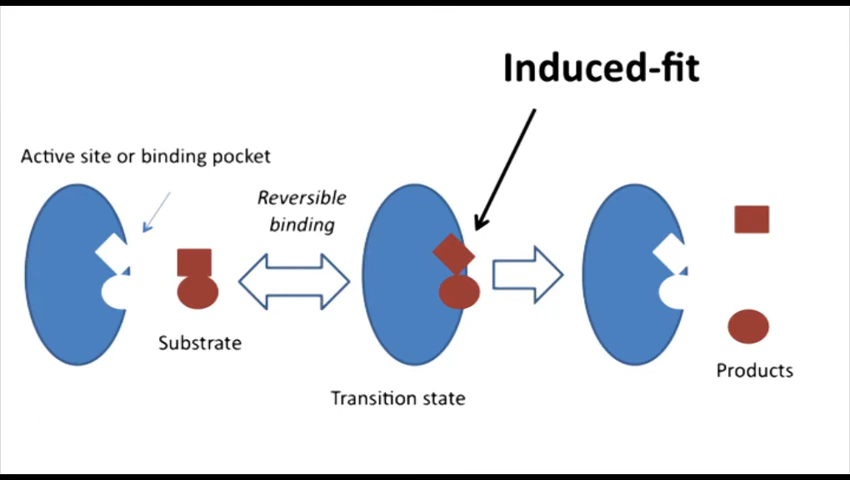 Induced-fit
Active site or binding pocket
Reversible
binding
Substrate
Transition state
Products